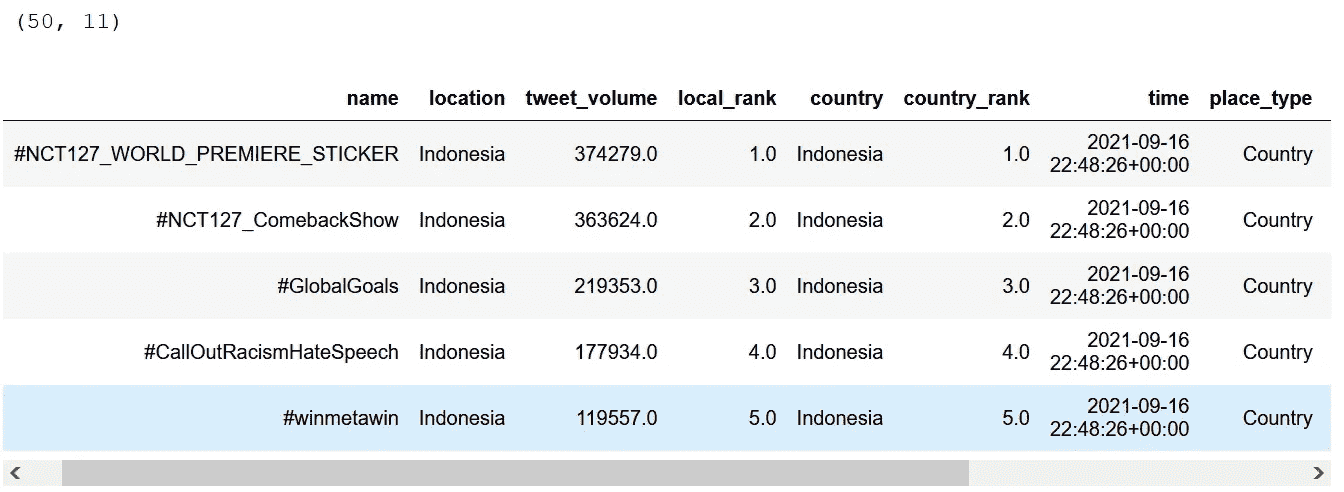 (50, 11)
name location tweet_volume local_rank country country_rank time place_type
#NCT127_WORLD_PREMIERE_STICKER Indonesia 374279.0 1.0 Indonesia 1.0 2021-09-16 22:48:26+00:00 Country
#NCT127_ComebackShow Indonesia 363624.0 2.0 Indonesia 2.0 2021-09-16 22:48:26+00:00 Country
#GlobalGoals Indonesia 219353.0 3.0 Indonesia 3.0 2021-09-16 22:48:26+00:00 Country
#CallOutRacismHateSpeech Indonesia 177934.0 4.0 Indonesia 4.0 2021-09-16 22:48:26+00:00 Country
#winmetawin Indonesia 119557.0 5.0 Indonesia 5.0 2021-09-16 22:48:26+00:00 Country